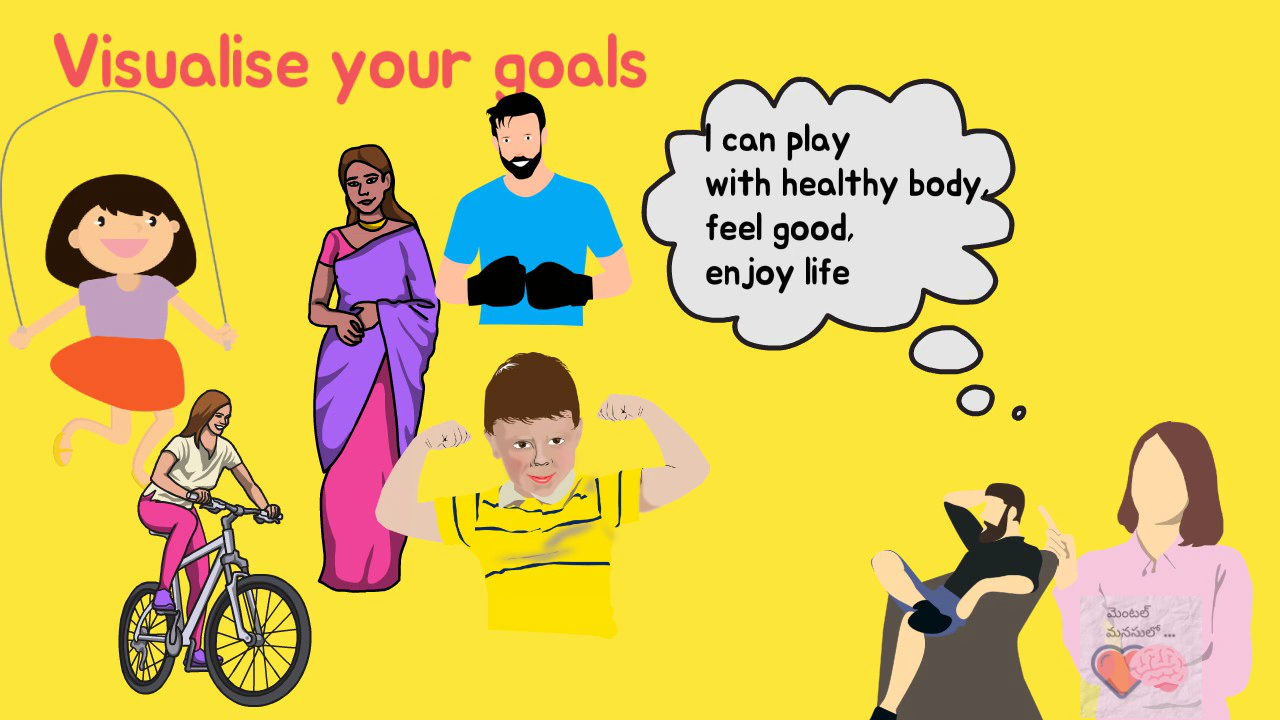 Visualise your goals
I can play
with healthy body,
feel good,
enjoy life
మెంటల్
మనసులో ...